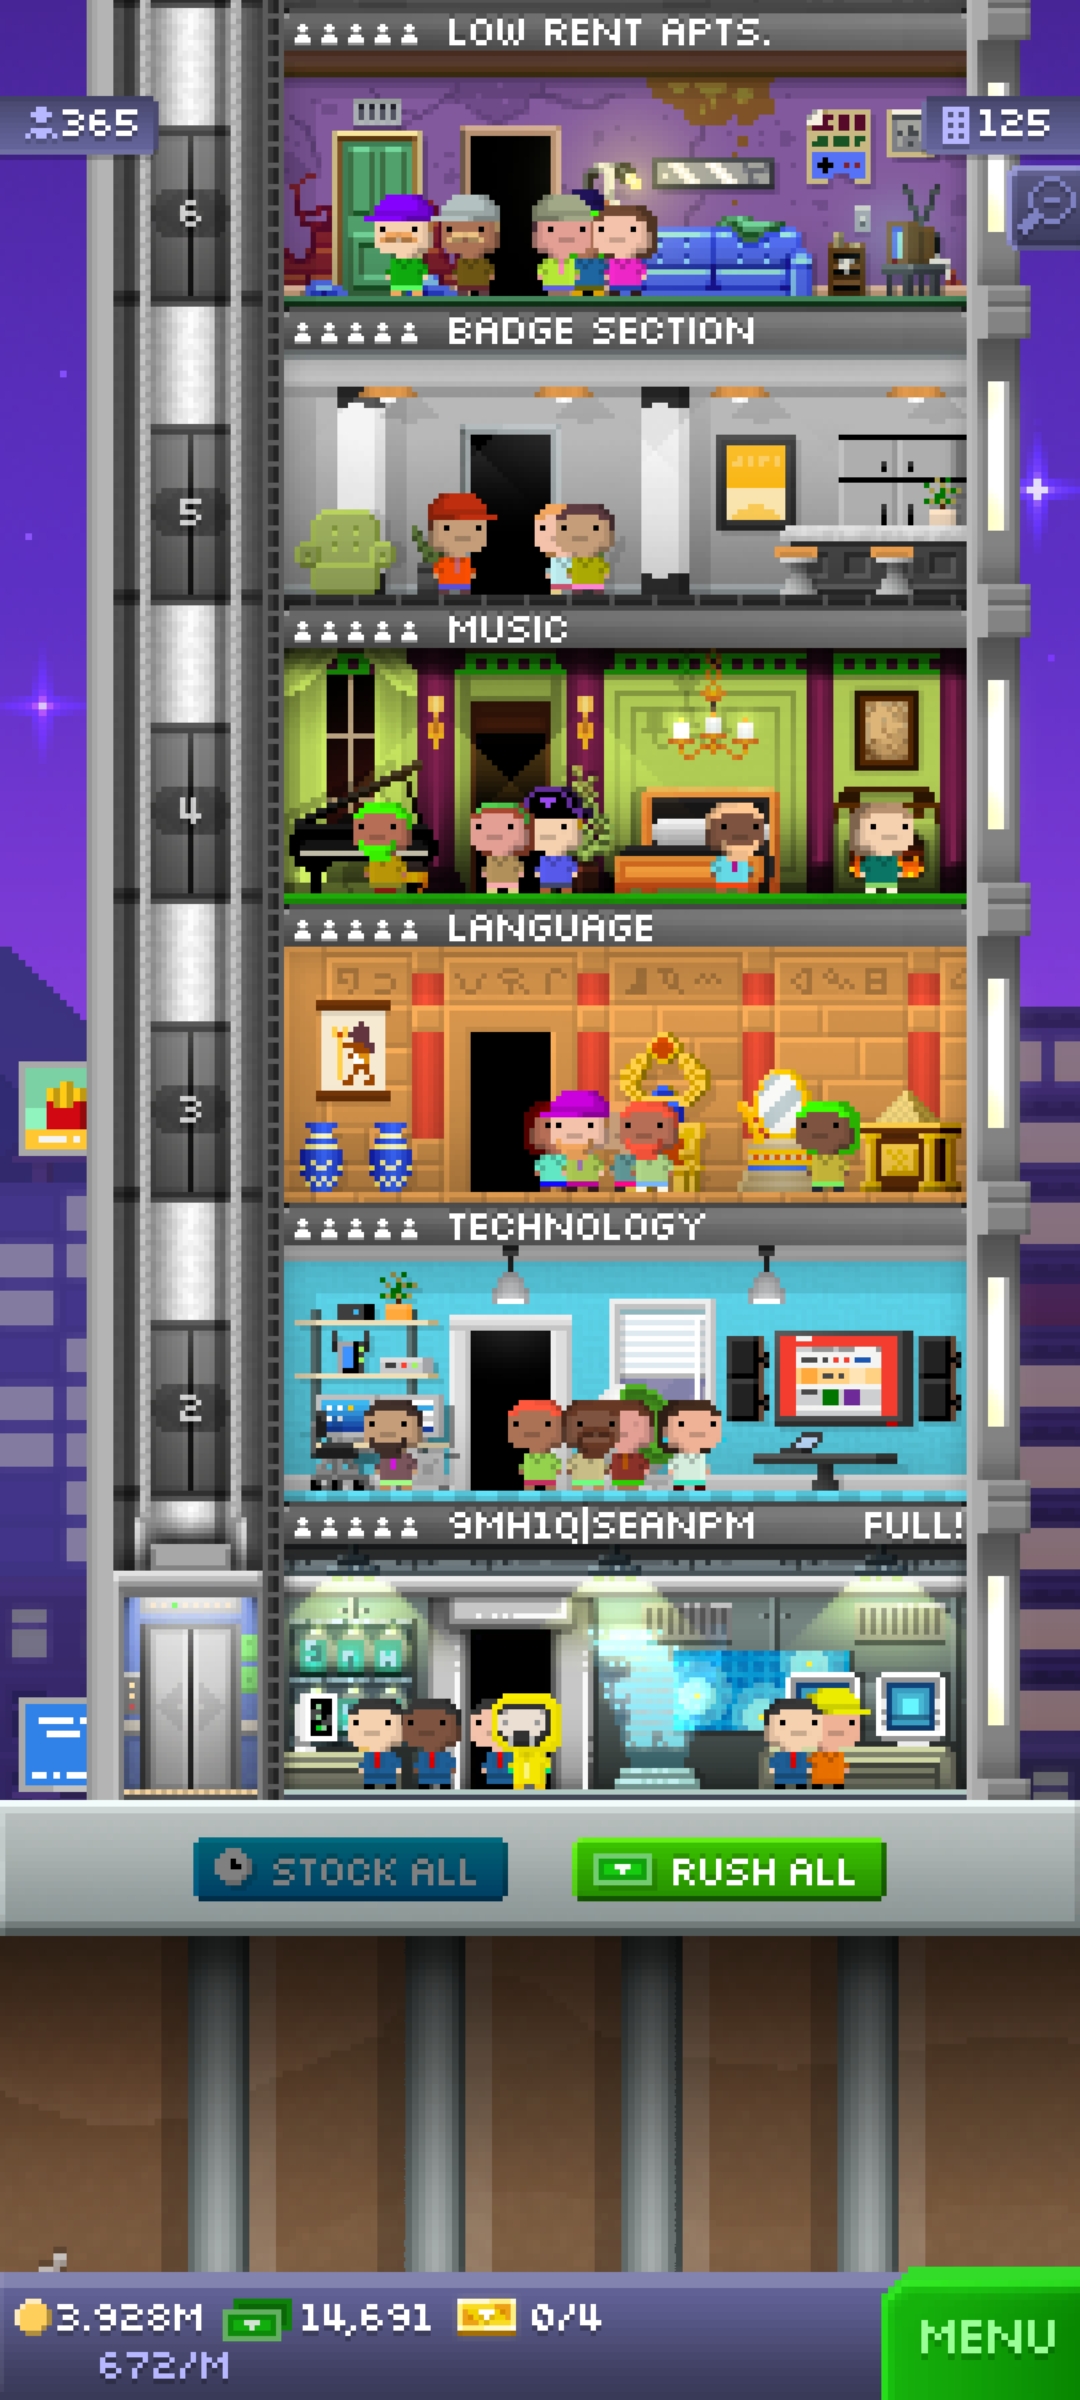 LOW RENT APTS.
365
125
6
BADGE SECTION
5
MUSIC
4
LANGUAGE
3
TECHNOLOGY
2
9MH1Q|SEANPM FULL!
STOCK ALL
RUSH ALL
3.928M 14,691 0/4
672/M
MENU